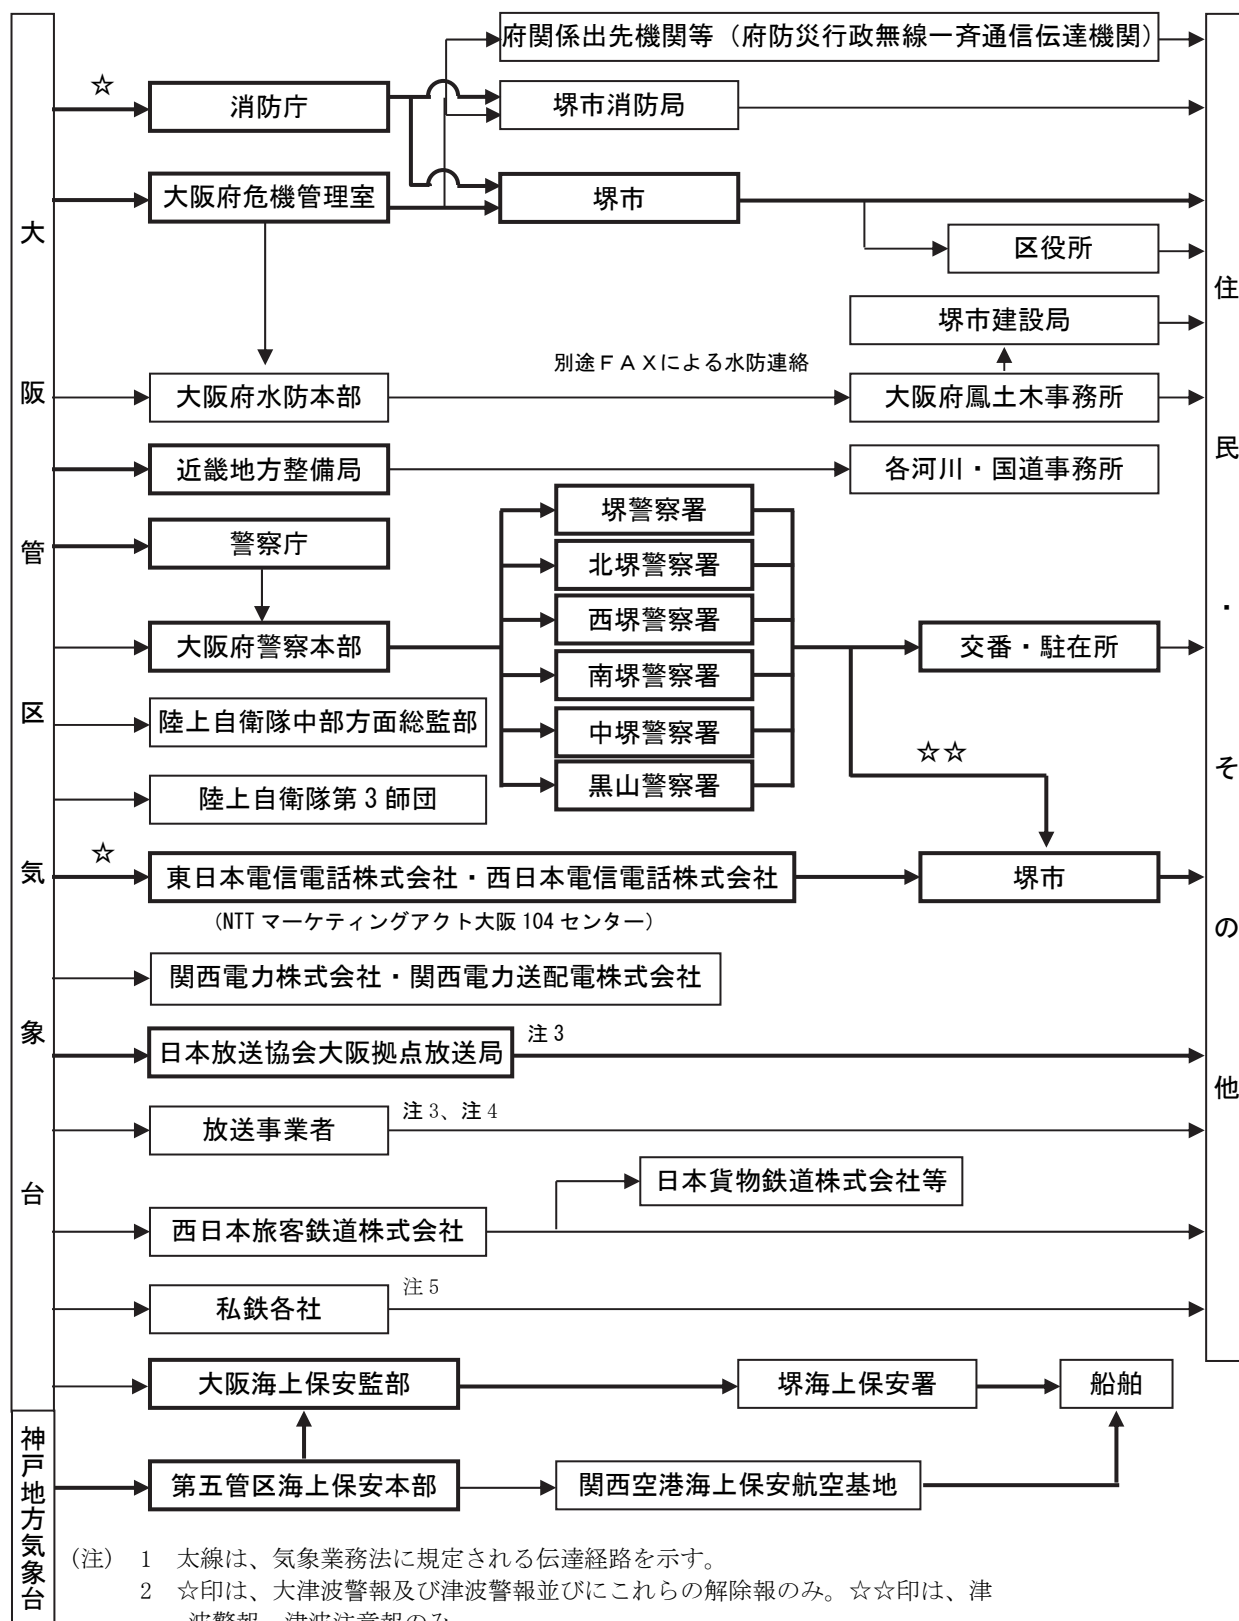 大阪管区気象台
府関係出先機関等（府防災行政無線一斉通信伝達機関）
☆
消防庁
堺市消防局
大阪府危機管理室
堺市
区役所
堺市建設局
別途ＦＡＸによる水防連絡
大阪府水防本部
大阪府鳳土木事務所
近畿地方整備局
各河川・国道事務所
警察庁
堺警察署
北堺警察署
西堺警察署
大阪府警察本部
南堺警察署
交番・駐在所
陸上自衛隊中部方面総監部
中堺警察署
☆☆
陸上自衛隊第３師団
黒山警察署
☆
東日本電信電話株式会社・西日本電信電話株式会社
堺市
（NTT マーケティングアクト大阪 104 センター）
関西電力株式会社・関西電力送配電株式会社
日本放送協会大阪拠点放送局
注３
放送事業者
注３、注４
日本貨物鉄道株式会社等
西日本旅客鉄道株式会社
私鉄各社
注５
住民・その他
大阪海上保安監部
堺海上保安署
船舶
神戸地方気象台
第五管区海上保安本部
関西空港海上保安航空基地
（注） 1 太線は、気象業務法に規定される伝達経路を示す。
2 ☆印は、大津波警報及び津波警報並びにこれらの解除報のみ。☆☆印は、津
波警報、津波注意報のみ